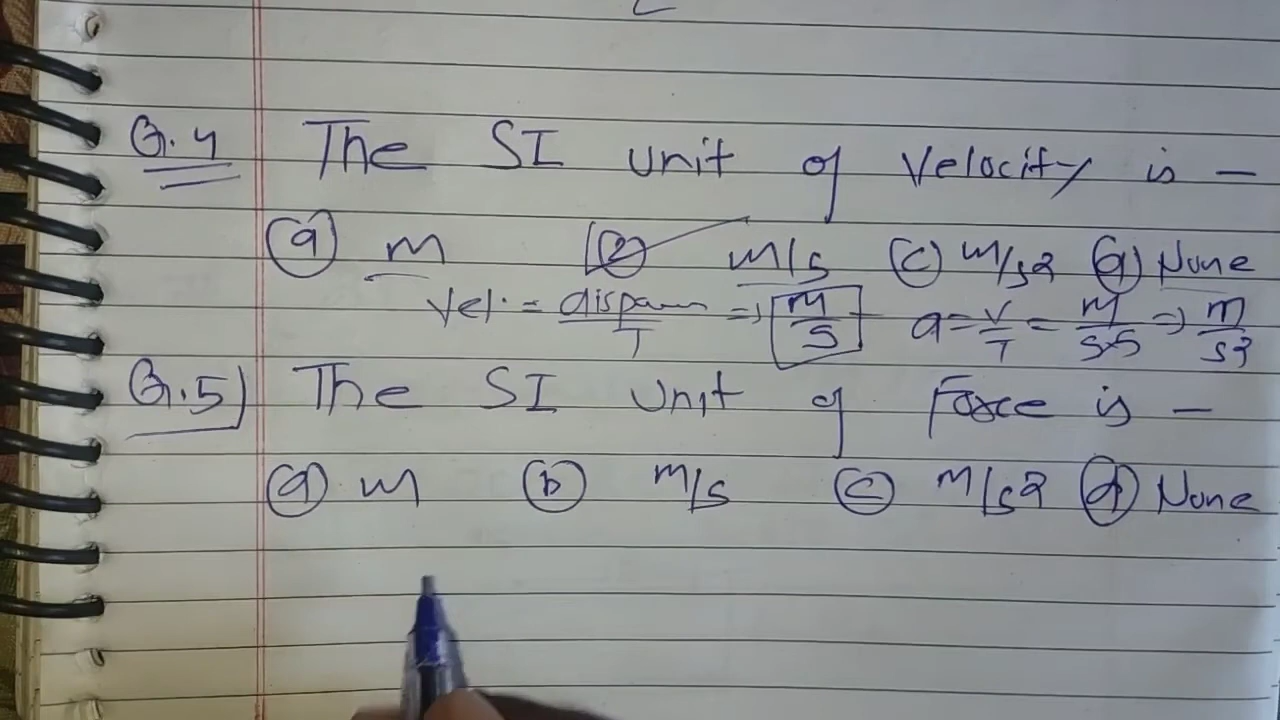 Q.4 The SI unit of Velocity is -
(a) m (b) m/s (c) m/s2 (d) None
Vel. = /T => m/s a = v/T = m/s×s => m/s2
Q.5) The SI Unit of Force is -
(a) m (b) m/s (c) m/s2 (d) None